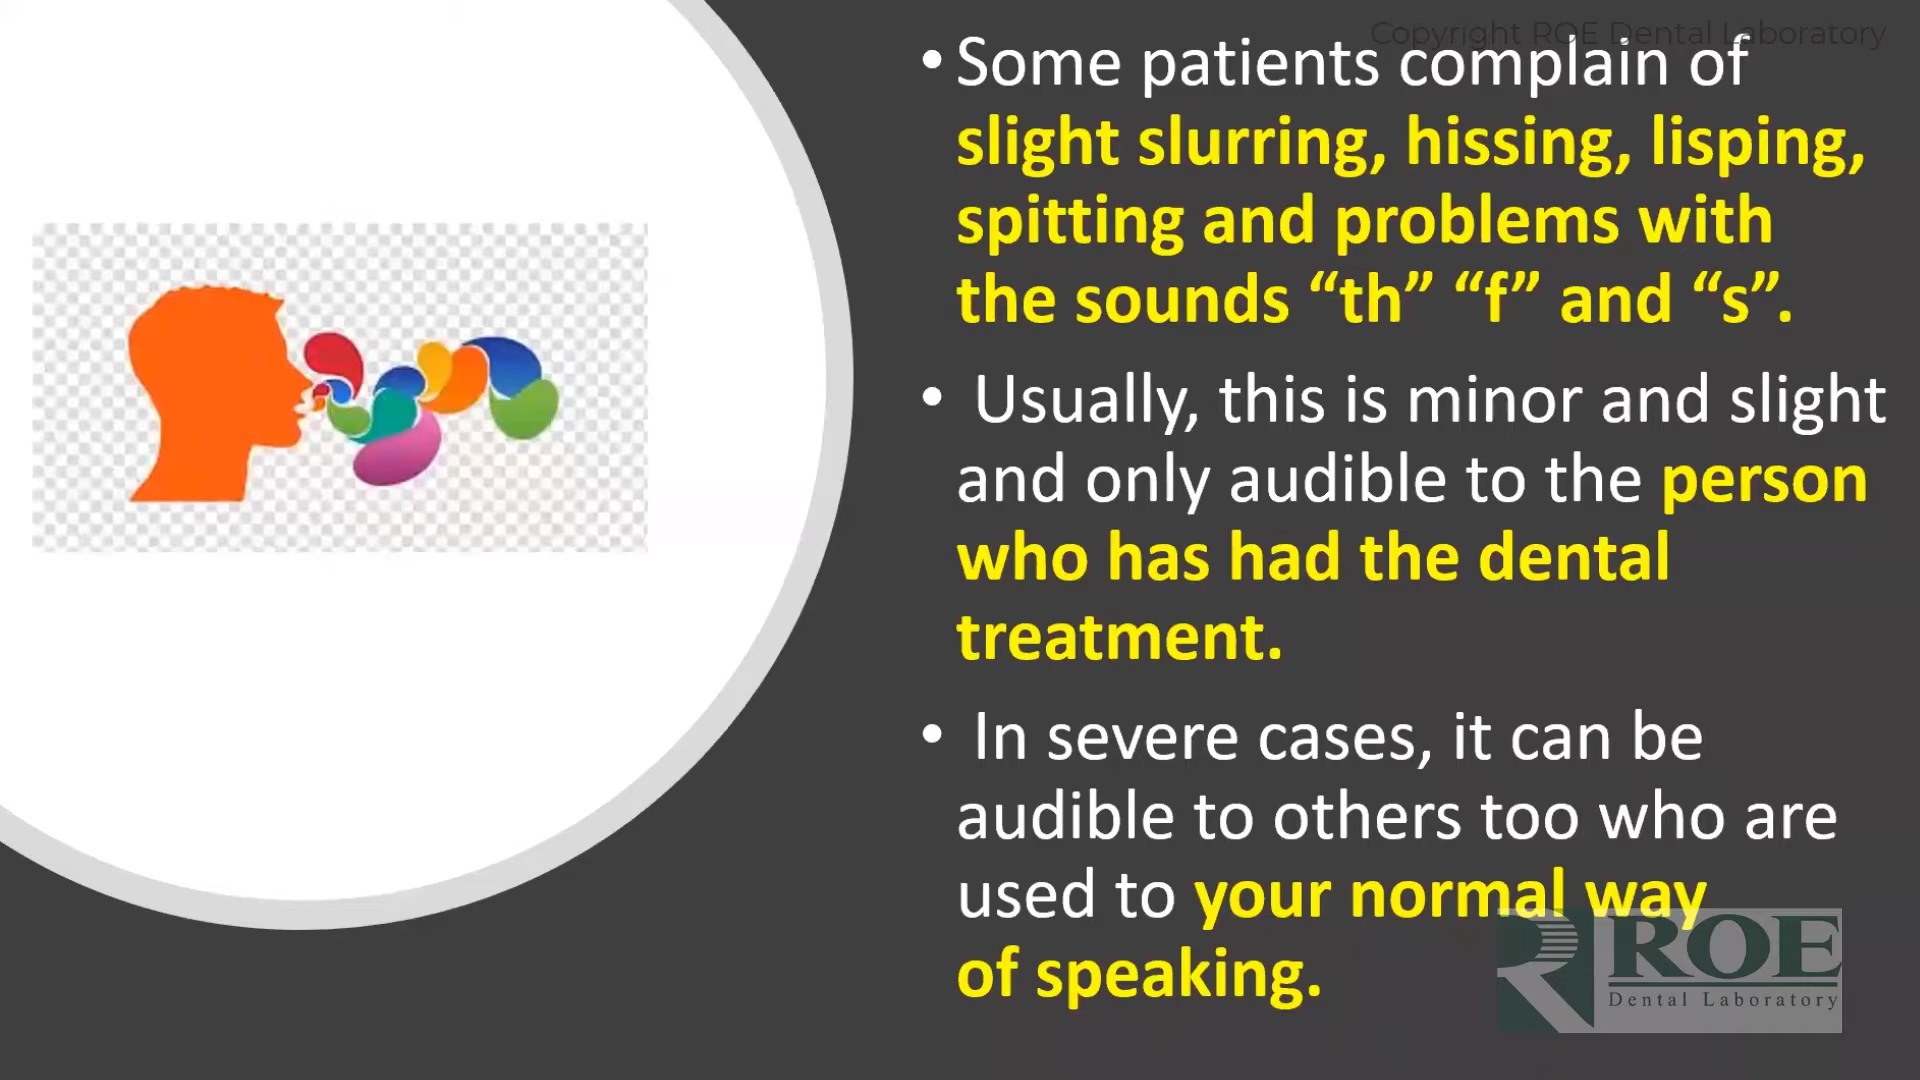 Copyright ROE Dental Laboratory
• Some patients complain of
slight slurring, hissing, lisping,
spitting and problems with
the sounds “th” “f” and “s”.
• Usually, this is minor and slight
and only audible to the person
who has had the dental
treatment.
• In severe cases, it can be
audible to others too who are
used to your normal way
of speaking.
ROE
Dental Laboratory